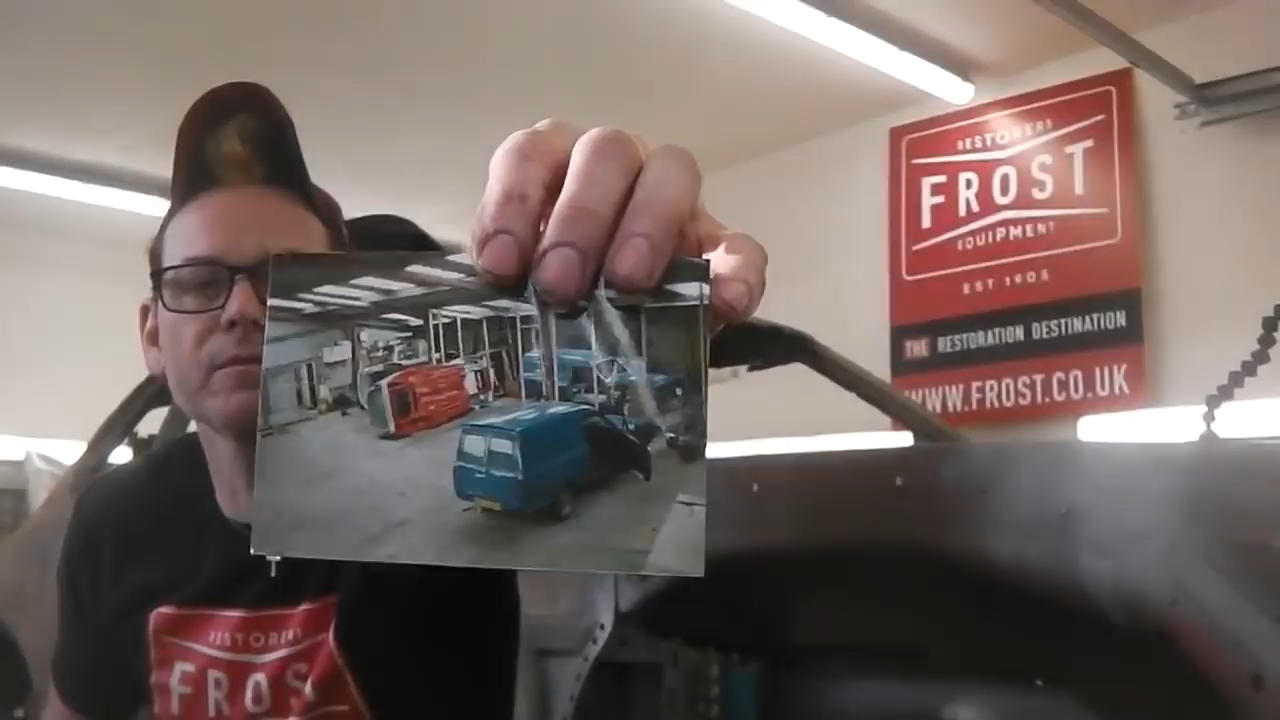 RESTORERS
FROST
EQUIPMENT
EST 1905
THE RESTORATION DESTINATION
WWW.FROST.CO.UK
RESTORERS
FROS